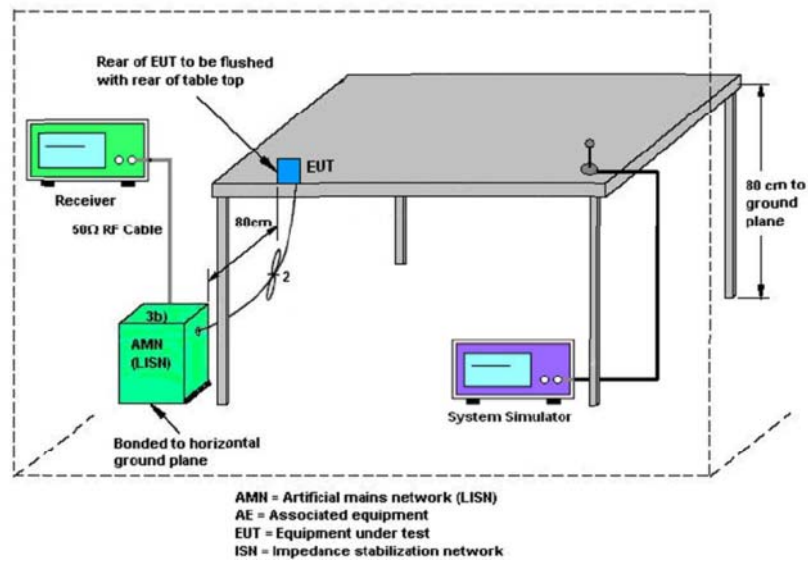 Rear of EUT to be flushed
with rear of table top
EUT
Receiver
50Ω RF Cable
80cm
2
80 cm to
ground
plane
3b)
AMN
(LISN)
System Simulator
Bonded to horizontal
ground plane
AMN = Artificial mains network (LISN)
AE = Associated equipment
EUT = Equipment under test
ISN = Impedance stabilization network